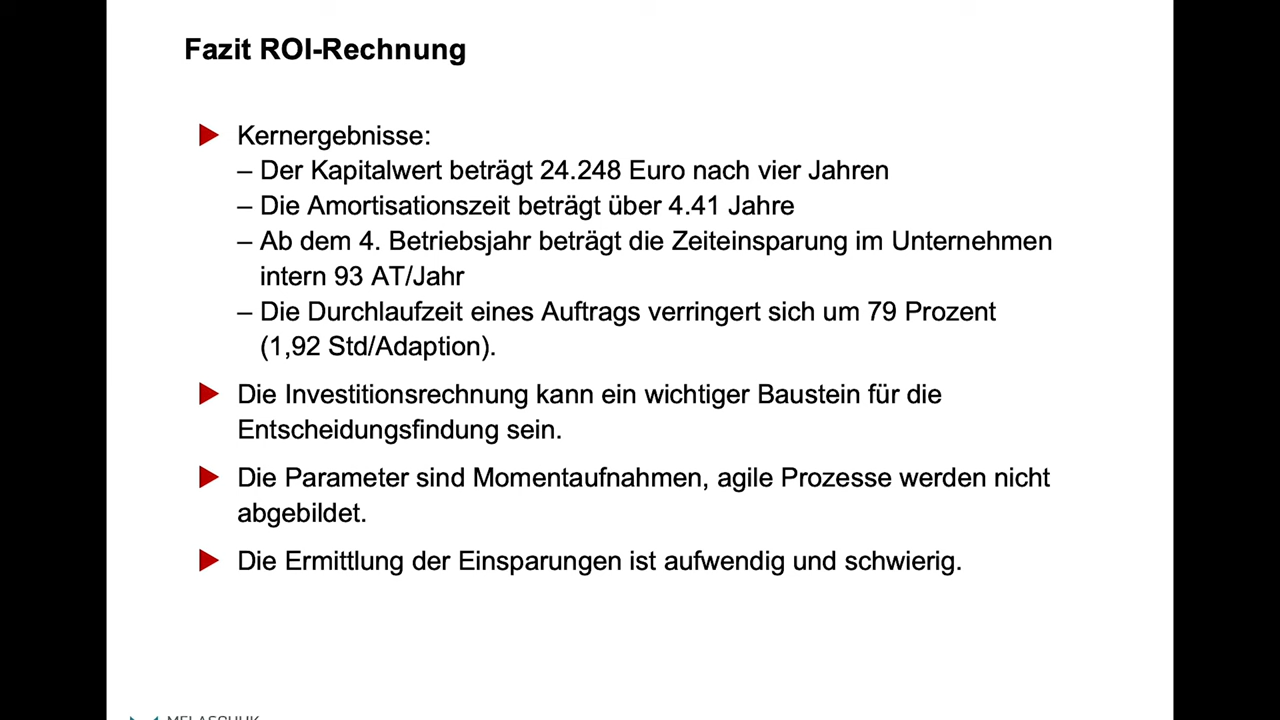 Fazit ROI-Rechnung
Kernergebnisse:
– Der Kapitalwert beträgt 24.248 Euro nach vier Jahren
– Die Amortisationszeit beträgt über 4.41 Jahre
– Ab dem 4. Betriebsjahr beträgt die Zeiteinsparung im Unternehmen
intern 93 AT/Jahr
– Die Durchlaufzeit eines Auftrags verringert sich um 79 Prozent
(1,92 Std/Adaption).
Die Investitionsrechnung kann ein wichtiger Baustein für die
Entscheidungsfindung sein.
Die Parameter sind Momentaufnahmen, agile Prozesse werden nicht
abgebildet.
Die Ermittlung der Einsparungen ist aufwendig und schwierig.